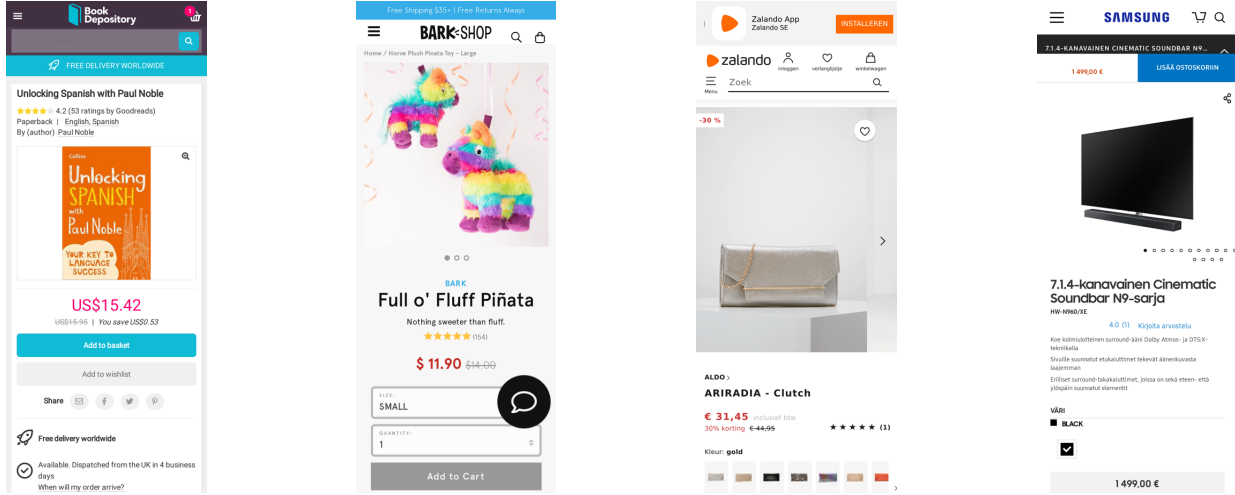 Book
Depository
1
FREE DELIVERY WORLDWIDE
Unlocking Spanish with Paul Noble
4.2 (53 ratings by Goodreads)
Paperback | English, Spanish
By (author) Paul Noble
Collins
Unlocking
SPANISH
with
Paul Noble
YOUR KEY TO
LANGUAGE
SUCCESS
US$15.42
US$15.95 | You save US$0.53
Add to basket
Add to wishlist
Share
Free delivery worldwide
Available. Dispatched from the UK in 4 business
days
When will my order arrive?
Free Shipping $35+ | Free Returns Always
BARK<SHOP
Home / Horse Plush Pinata Toy - Large
BARK
Full o' Fluff Piñata
Nothing sweeter than fluff.
(154)
$ 11.90 $14.00
SIZE:
SMALL
QUANTITY:
1
Add to Cart
Zalando App
Zalando SE
INSTALLEREN
zalando
inloggen
verlanglijstje
winkelwagen
Menu
Zoek
-30 %
ALDO >
ARIRADIA - Clutch
€ 31,45 inclusief btw
30% korting € 44,95
(1)
Kleur: gold
SAMSUNG
7.1.4-KANAVAINEN CINEMATIC SOUNDBAR N9...
1 499,00 €
LISÄÄ OSTOSKORIIN
7.1.4-kanavainen Cinematic
Soundbar N9-sarja
HW-N960/XE
4.0 (1) Kirjoita arvostelu
Koe kolmiulotteinen surround-ääni Dolby Atmos- ja DTS:X-
tekniikalla
Sivuille suunnatut etukaiuttimet tekevät äänenkuvasta
laajemman
Erilliset surround-takakaiuttimet, joissa on sekä eteen- että
ylöspäin suunnatut elementit
VÄRI
BLACK
1 499,00 €